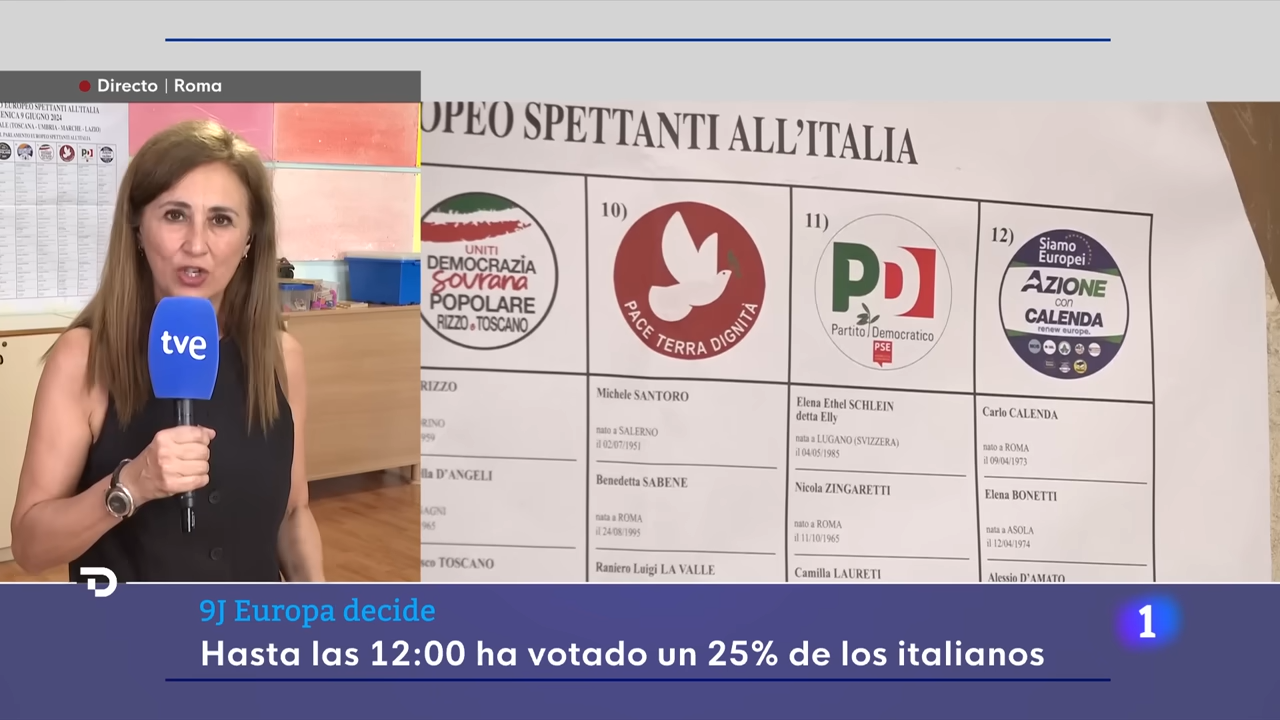 Directo | Roma
EUROPEO SPETTANTI ALL'ITALIA
OPEO SPETTANTI ALL'ITALIA
UNITI
DEMOCRAZIA
sovrana
POPOLARE
RIZZO e TOSCANO
10)
PACE TERRA DIGNITÀ
11)
PD
Partito Democratico
PSE
12)
Siamo
Europei
AZIONE
con
CALENDA
renew europe.
RIZZO
D'ANGELI
TOSCANO
Michele SANTORO
nato a SALERNO
il 02/07/1951
Benedetta SABENE
nata a ROMA
il 24/08/1995
Raniero Luigi LA VALLE
Elena Ethel SCHLEIN
detta Elly
nata a LUGANO (SVIZZERA)
il 04/05/1985
Nicola ZINGARETTI
nato a ROMA
il 11/10/1965
Camilla LAURETI
Carlo CALENDA
nato a ROMA
il 09/04/1973
Elena BONETTI
nata a ASOLA
il 12/04/1974
Alessio D'AMATO
tve
9J Europa decide
Hasta las 12:00 ha votado un 25% de los italianos
1